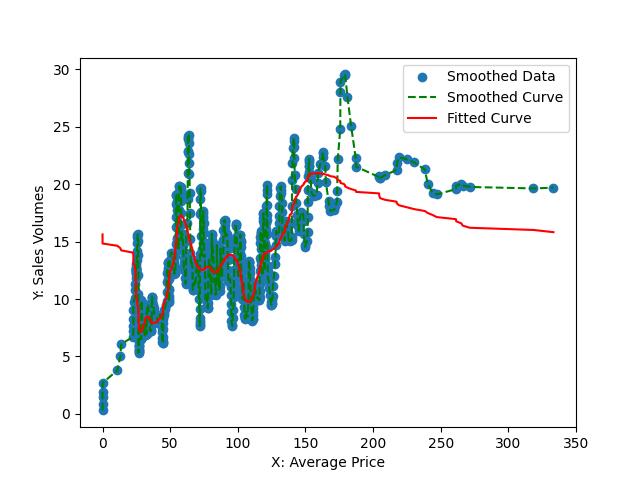 30
25
20
15
10
5
0
Y: Sales Volumes
Smoothed Data
Smoothed Curve
Fitted Curve
0 50 100 150 200 250 300 350
X: Average Price